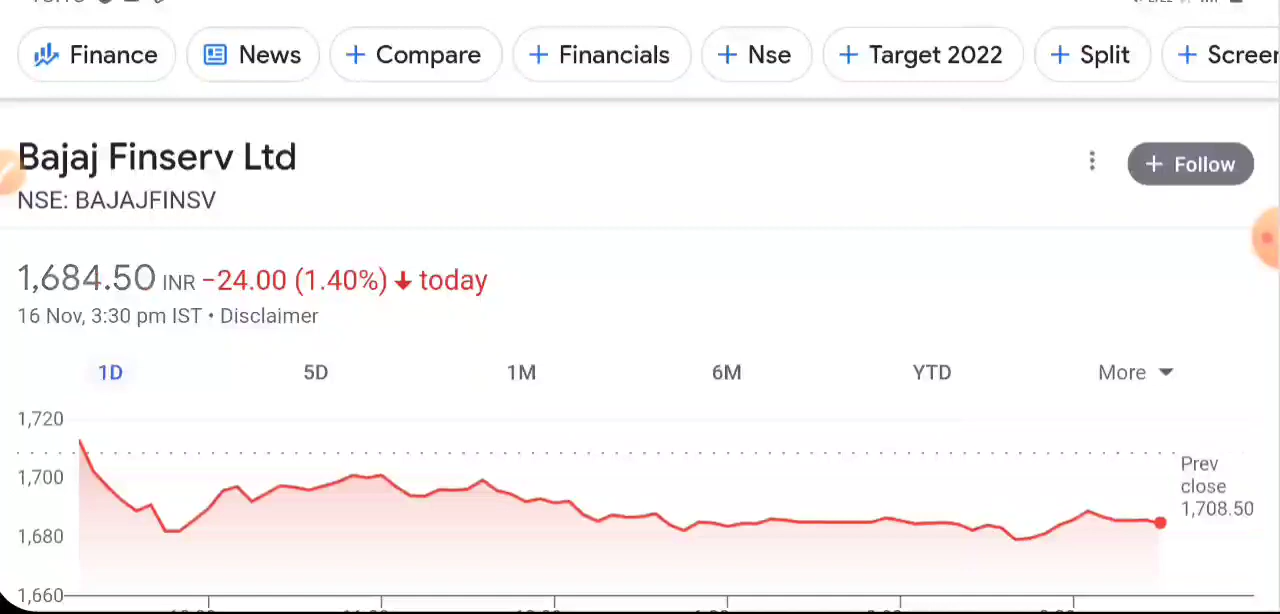 Finance News + Compare + Financials + Nse + Target 2022 + Split + Screen
Bajaj Finserv Ltd
+ Follow
NSE: BAJAJFINSV
1,684.50 INR −24.00 (1.40%) ↓ today
16 Nov, 3:30 pm IST • Disclaimer
1D 5D 1M 6M YTD More
1,720
1,700
1,680
1,660
Prev
close
1,708.50